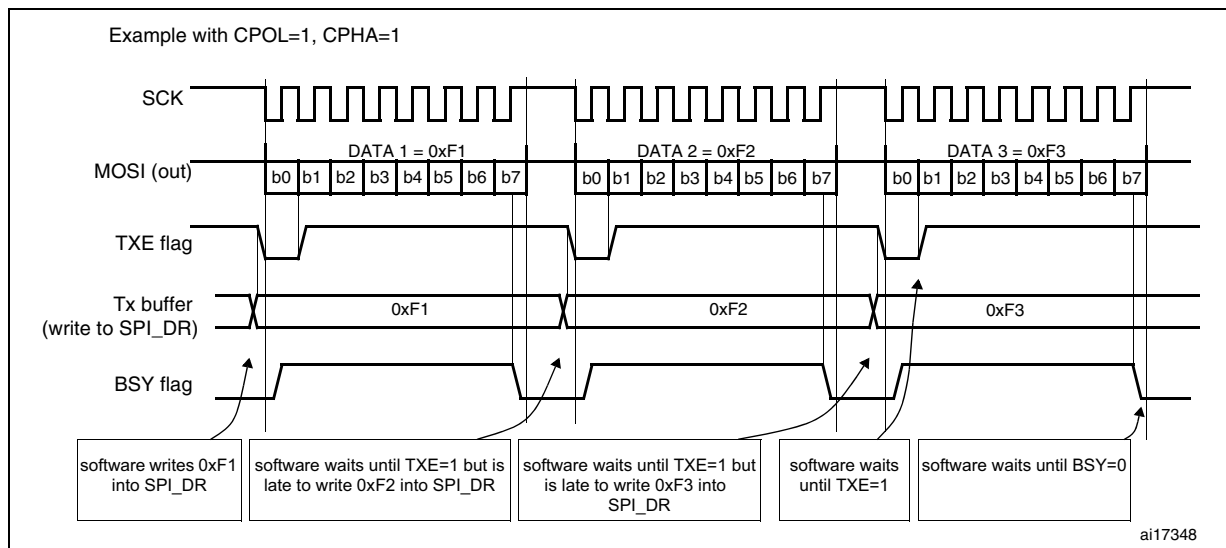 Example with CPOL=1, CPHA=1
SCK
DATA 1 = 0xF1
DATA 2 = 0xF2
DATA 3 = 0xF3
MOSI (out)
b0 b1 b2 b3 b4 b5 b6 b7
b0 b1 b2 b3 b4 b5 b6 b7
b0 b1 b2 b3 b4 b5 b6 b7
TXE flag
Tx buffer
(write to SPI_DR)
0xF1
0xF2
0xF3
BSY flag
software writes 0xF1
into SPI_DR
software waits until TXE=1 but is
late to write 0xF2 into SPI_DR
software waits until TXE=1 but
is late to write 0xF3 into
SPI_DR
software waits
until TXE=1
software waits until BSY=0
ai17348